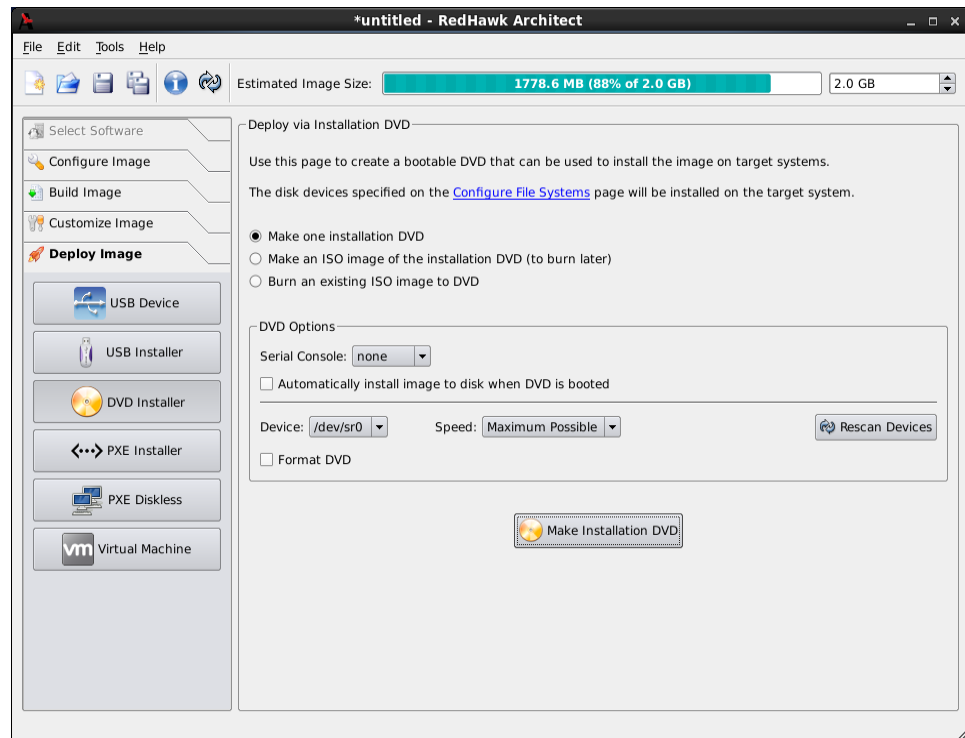 *untitled - RedHawk Architect
File Edit Tools Help
Estimated Image Size: 1778.6 MB (88% of 2.0 GB) 2.0 GB
Select Software
Configure Image
Build Image
Customize Image
Deploy Image
USB Device
USB Installer
DVD Installer
PXE Installer
PXE Diskless
vm Virtual Machine
Deploy via Installation DVD
Use this page to create a bootable DVD that can be used to install the image on target systems.
The disk devices specified on the Configure File Systems page will be installed on the target system.
Make one installation DVD
Make an ISO image of the installation DVD (to burn later)
Burn an existing ISO image to DVD
DVD Options
Serial Console: none
Automatically install image to disk when DVD is booted
Device: /dev/sr0 Speed: Maximum Possible Rescan Devices
Format DVD
Make Installation DVD